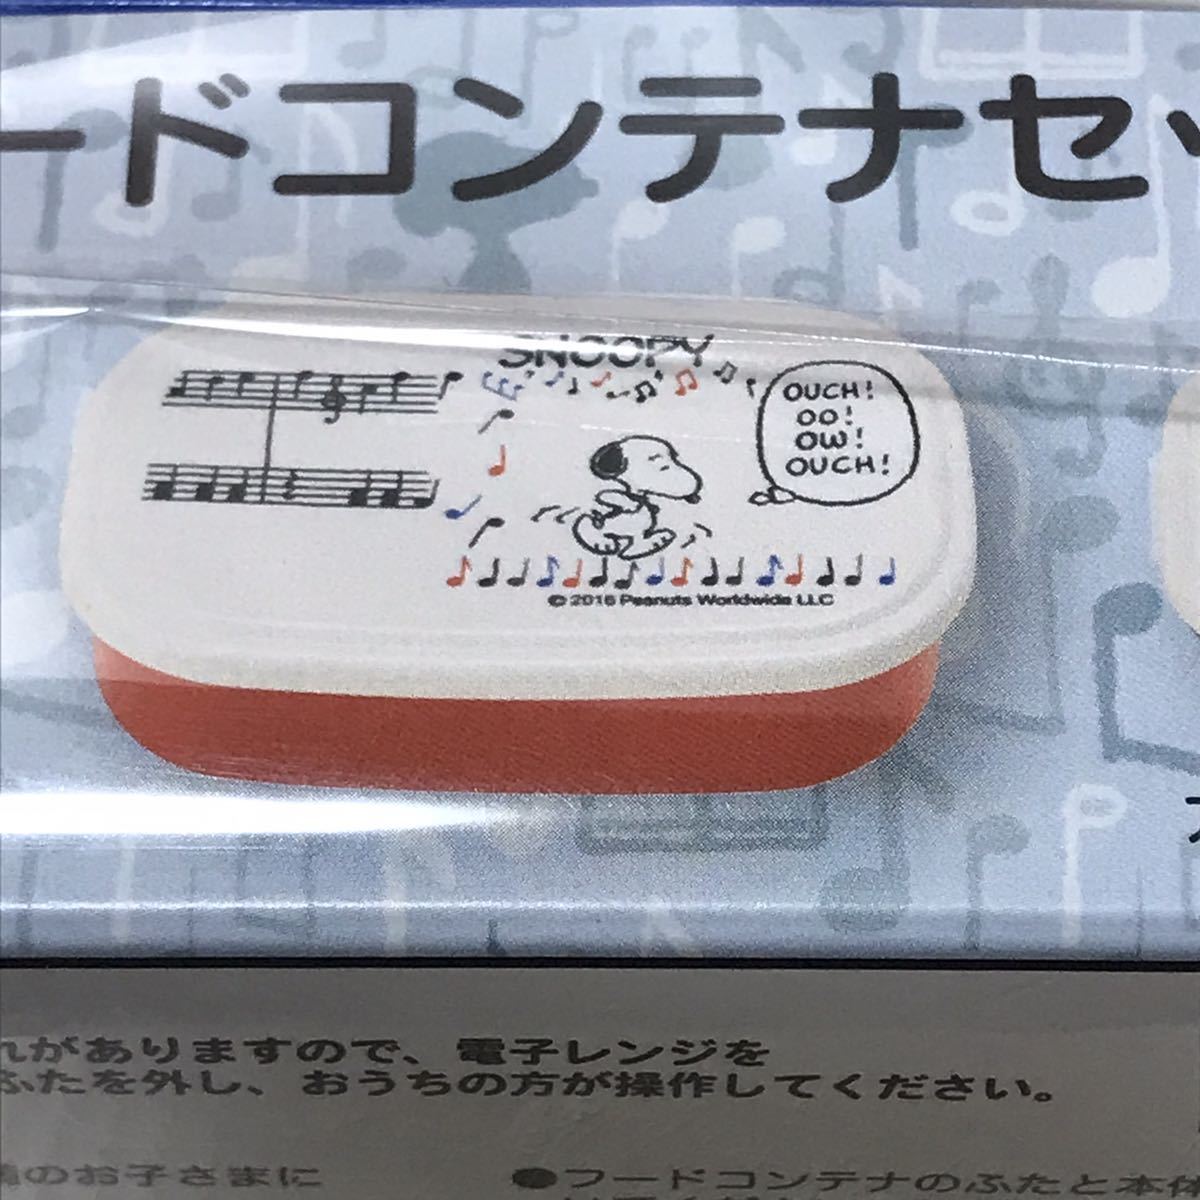 ードコンテナセッ
SNOOPY
OUCH!
OO!
OW!
OUCH!
© 2016 Peanuts Worldwide LLC
れがありますので、電子レンジを
ふたを外し、おうちの方が操作してください。
のお子さまに
●フードコンテナのふたと本体